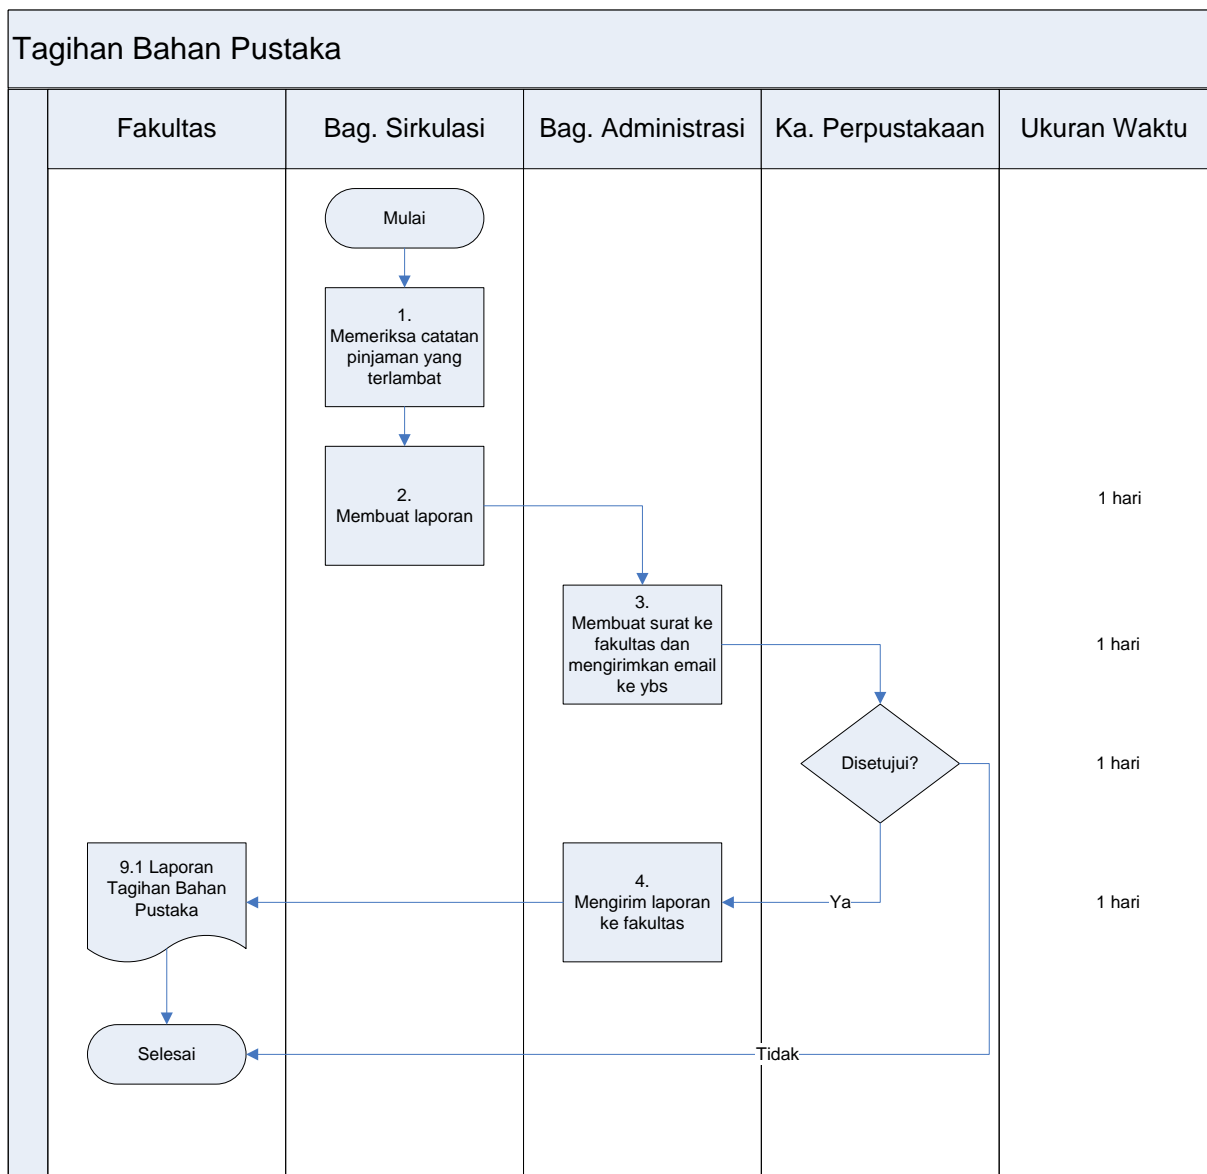 Tagihan Bahan Pustaka
Fakultas
Bag. Sirkulasi
Bag. Administrasi
Ka. Perpustakaan
Ukuran Waktu
Mulai
1.
Memeriksa catatan
pinjaman yang
terlambat
2.
Membuat laporan
1 hari
3.
Membuat surat ke
fakultas dan
mengirimkan email
ke ybs
1 hari
Disetujui?
1 hari
9.1 Laporan
Tagihan Bahan
Pustaka
4.
Mengirim laporan
ke fakultas
Ya
1 hari
Selesai
Tidak